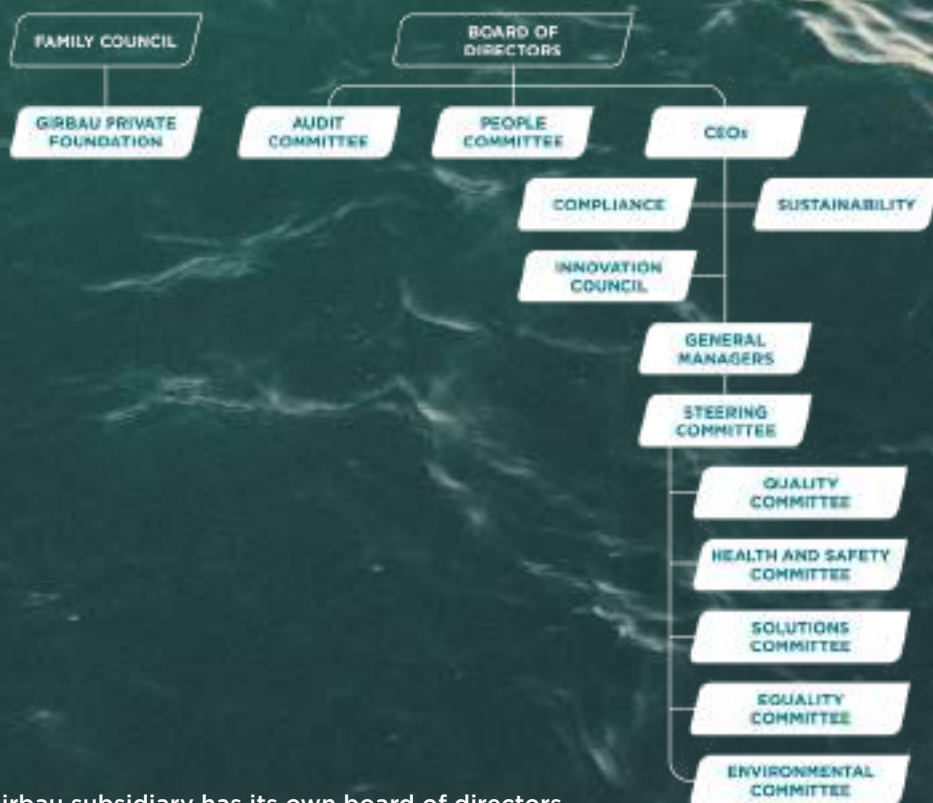 FAMILY COUNCIL
BOARD OF
DIRECTORS
GIRBAU PRIVATE
FOUNDATION
AUDIT
COMMITTEE
PEOPLE
COMMITTEE
CEOs
COMPLIANCE
SUSTAINABILITY
INNOVATION
COUNCIL
GENERAL
MANAGERS
STEERING
COMMITTEE
QUALITY
COMMITTEE
HEALTH AND SAFETY
COMMITTEE
SOLUTIONS
COMMITTEE
EQUALITY
COMMITTEE
ENVIRONMENTAL
COMMITTEE
irbau subsidiary has its own board of directors